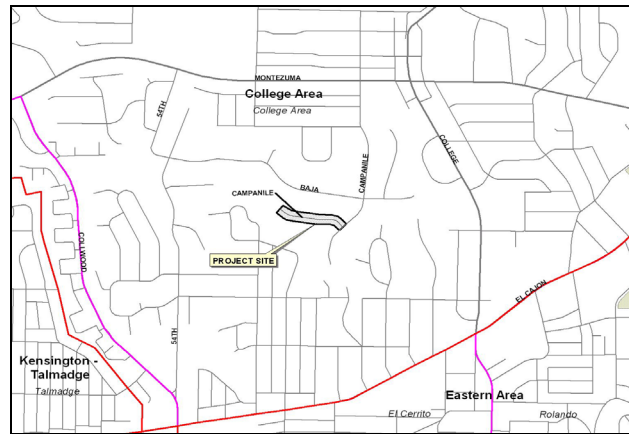 MONTEZUMA
College Area
College Area
54TH
COLLEGE
CAMPANILE
BAJA
CAMPANILE
COLLWOOD
PROJECT SITE
EL CAJON
54TH
Kensington -
Talmadge
Talmadge
Eastern Area
El Cerrito
Rolando